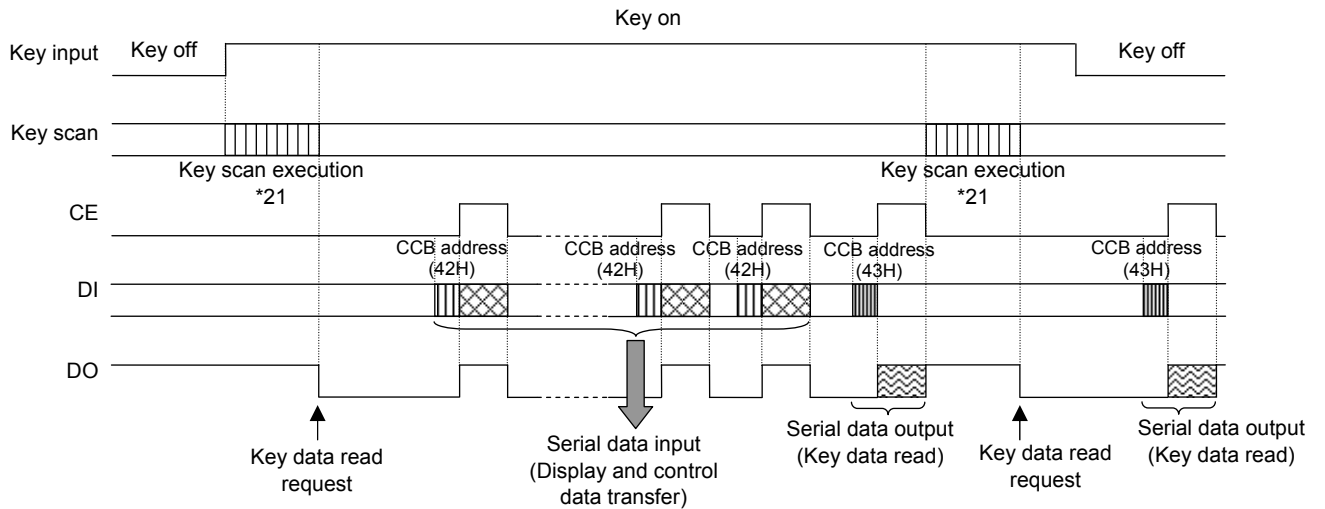 Key on
Key input
Key off
Key off
Key scan
Key scan execution
*21
Key scan execution
*21
CE
CCB address
(42H)
CCB address
(42H)
CCB address
(42H)
CCB address
(43H)
CCB address
(43H)
DI
DO
Key data read
request
Serial data input
(Display and control
data transfer)
Serial data output
(Key data read)
Key data read
request
Serial data output
(Key data read)